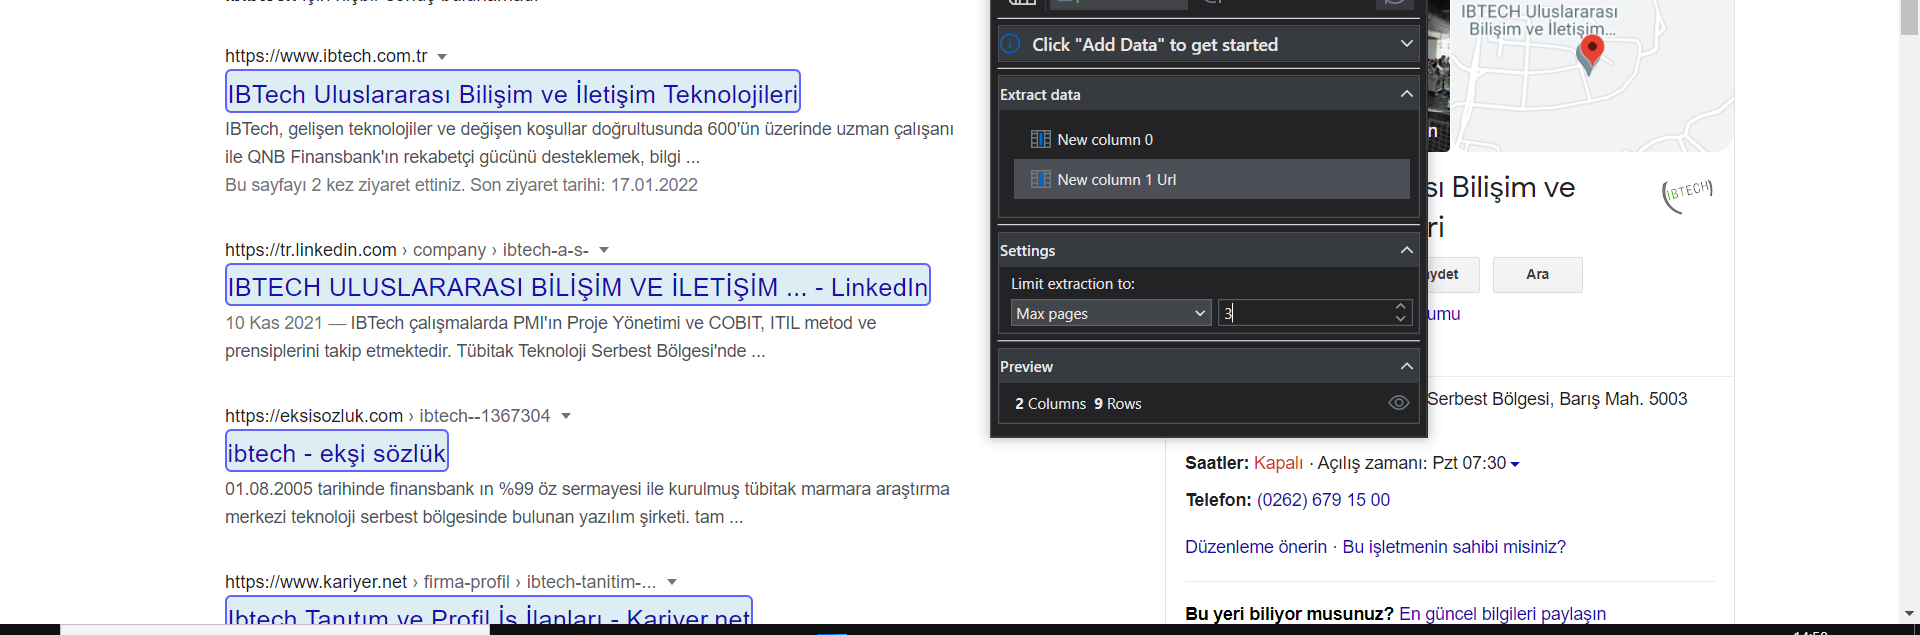 https://www.ibtech.com.tr
IBTech Uluslararası Bilişim ve İletişim Teknolojileri
IBTech, gelişen teknolojiler ve değişen koşullar doğrultusunda 600'ün üzerinde uzman çalışanı
ile QNB Finansbank'ın rekabetçi gücünü desteklemek, bilgi ...
Bu sayfayı 2 kez ziyaret ettiniz. Son ziyaret tarihi: 17.01.2022
https://tr.linkedin.com › company › ibtech-a-s-
IBTECH ULUSLARARASI BİLİŞİM VE İLETİŞİM ... - LinkedIn
10 Kas 2021 — IBTech çalışmalarda PMI'ın Proje Yönetimi ve COBIT, ITIL metod ve
prensiplerini takip etmektedir. Tübitak Teknoloji Serbest Bölgesi'nde ...
https://eksisozluk.com › ibtech--1367304
ibtech - ekşi sözlük
01.08.2005 tarihinde finansbank ın %99 öz sermayesi ile kurulmuş tübitak marmara araştırma
merkezi teknoloji serbest bölgesinde bulunan yazılım şirketi. tam ...
https://www.kariyer.net › firma-profil › ibtech-tanitim-...
Ibtech Tanıtım ve Profil İş İlanları - Kariyer.net
Click "Add Data" to get started
Extract data
New column 0
New column 1 Url
Settings
Limit extraction to:
Max pages 3
Preview
2 Columns 9 Rows
IBTECH Uluslararası
Bilişim ve İletişim...
n
sı Bilişim ve
ri
IBTECH
ydet
Ara
umu
Serbest Bölgesi, Barış Mah. 5003
Saatler: Kapalı · Açılış zamanı: Pzt 07:30
Telefon: (0262) 679 15 00
Düzenleme önerin · Bu işletmenin sahibi misiniz?
Bu yeri biliyor musunuz? En güncel bilgileri paylaşın